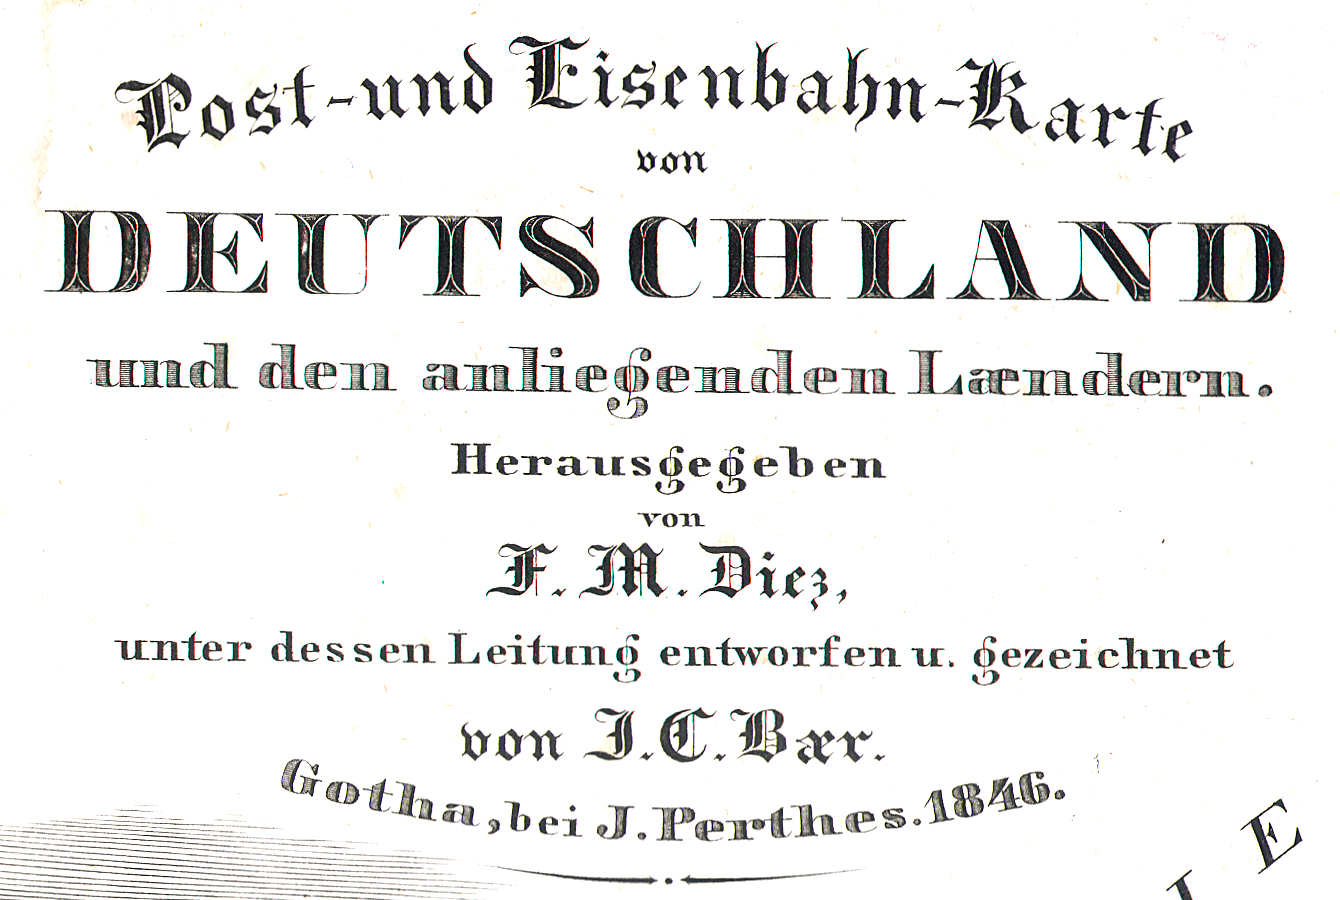 Post-und Eisenbahn-Karte
von
DEUTSCHLAND
und den anliegenden Lændern.
Herausgegeben
von
F. M. Diez,
unter dessen Leitung entworfen u. gezeichnet
von J. C. Bær.
Gotha, bei J. Perthes. 1846.